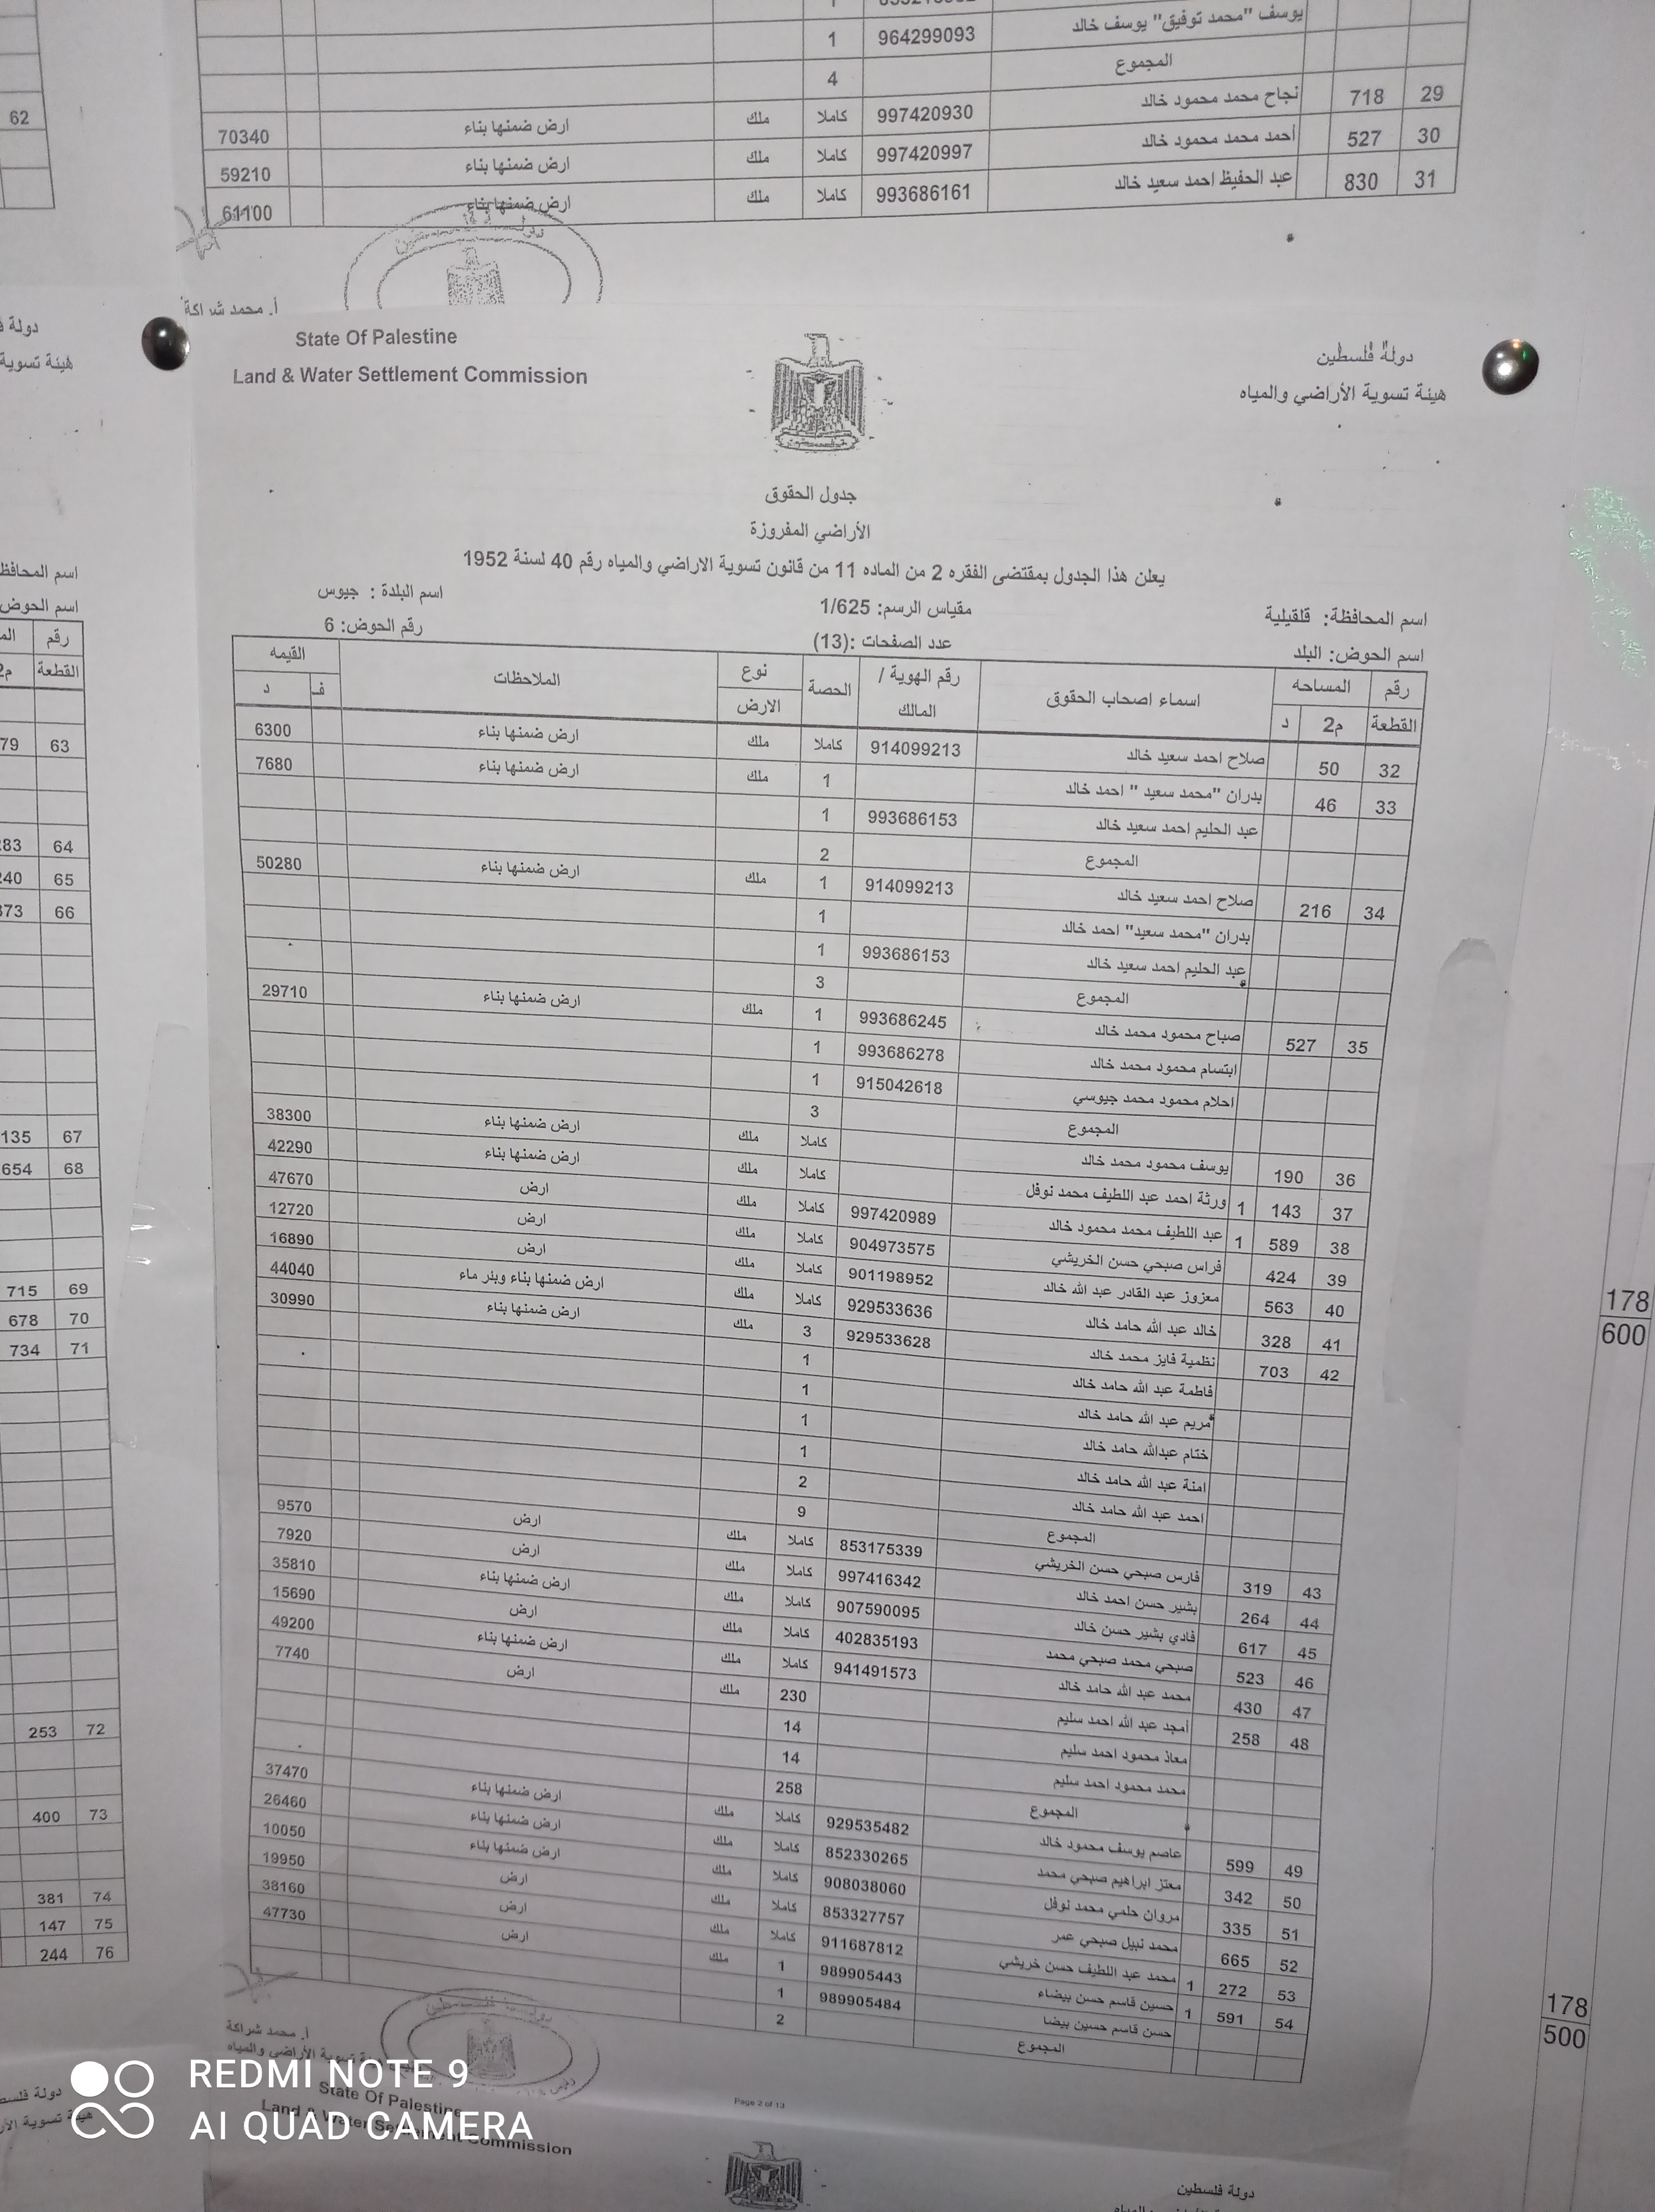 يوسف "محمد توفيق" يوسف خالد 964299093 1
المجموع 4
29 718 نجاح محمد محمود خالد 997420930 كاملا ملك ارض ضمنها بناء 70340
30 527 أحمد محمد محمود خالد 997420997 كاملا ملك ارض ضمنها بناء 59210
31 830 عبد الحفيظ احمد سعيد خالد 993686161 كاملا ملك ارض ضمنها بناء 61100
أ. محمد شراكة
دولة فلسطين
State Of Palestine
هيئة تسوية الأراضي والمياه
Land & Water Settlement Commission
جدول الحقوق
الأراضي المفروزة
يعلن هذا الجدول بمقتضى الفقره 2 من الماده 11 من قانون تسوية الاراضي والمياه رقم 40 لسنة 1952
اسم المحافظة: قلقيلية مقياس الرسم: 1/625 اسم البلدة : جيوس
اسم الحوض: البلد عدد الصفحات :(13) رقم الحوض: 6
رقم القطعة المساحه م2 د اسماء اصحاب الحقوق رقم الهوية / المالك الحصة نوع الارض الملاحظات القيمه ف د
32 50 صلاح احمد سعيد خالد 914099213 كاملا ملك ارض ضمنها بناء 6300
33 46 بدران "محمد سعيد " احمد خالد 1 ملك ارض ضمنها بناء 7680
عبد الحليم احمد سعيد خالد 993686153 1
المجموع 2
34 216 صلاح احمد سعيد خالد 914099213 1 ملك ارض ضمنها بناء 50280
بدران "محمد سعيد" احمد خالد 1
عبد الحليم احمد سعيد خالد 993686153 1
المجموع 3
35 527 صباح محمود محمد خالد 993686245 1 ملك ارض ضمنها بناء 29710
ابتسام محمود محمد خالد 993686278 1
احلام محمود محمد جيوسي 915042618 1
المجموع 3
36 190 يوسف محمود محمد خالد كاملا ملك ارض ضمنها بناء 38300
37 143 1 ورثة احمد عبد اللطيف محمد نوفل كاملا ملك ارض ضمنها بناء 42290
38 589 1 عبد اللطيف محمد محمود خالد 997420989 كاملا ملك ارض 47670
39 424 فراس صبحي حسن الخريشي 904973575 كاملا ملك ارض 12720
40 563 معزوز عبد القادر عبد الله خالد 901198952 كاملا ملك ارض 16890
41 328 خالد عبد الله حامد خالد 929533636 كاملا ملك ارض ضمنها بناء وبئر ماء 44040
42 703 نظمية فايز محمد خالد 929533628 3 ملك ارض ضمنها بناء 30990
فاطمة عبد الله حامد خالد 1
مريم عبد الله حامد خالد 1
ختام عبدالله حامد خالد 1
امنة عبد الله حامد خالد 1
احمد عبد الله حامد خالد 2
المجموع 9
43 319 فارس صبحي حسن الخريشي 853175339 كاملا ملك ارض 9570
44 264 بشير حسن احمد خالد 997416342 كاملا ملك ارض 7920
45 617 فادي بشير حسن خالد 907590095 كاملا ملك ارض ضمنها بناء 35810
46 523 صبحي محمد صبحي محمد 402835193 كاملا ملك ارض 15690
47 430 محمد عبد الله حامد خالد 941491573 كاملا ملك ارض ضمنها بناء 49200
48 258 أمجد عبد الله احمد سليم 230 ملك ارض 7740
معاذ محمود احمد سليم 14
محمد محمود احمد سليم 14
المجموع 258
49 599 عاصم يوسف محمود خالد 929535482 كاملا ملك ارض ضمنها بناء 37470
50 342 معتز ابراهيم صبحي محمد 852330265 كاملا ملك ارض ضمنها بناء 26460
51 335 مروان حلمي محمد نوفل 908038060 كاملا ملك ارض ضمنها بناء 10050
52 665 محمد نبيل صبحي عمر 853327757 كاملا ملك ارض 19950
53 272 1 محمد عبد اللطيف حسن خريشي 911687812 كاملا ملك ارض 38160
54 591 1 حسين قاسم حسن بيضاء 989905443 1 ملك ارض 47730
حسن قاسم حسين بيضا 989905484 1
المجموع 2
أ. محمد شراكة
هيئة تسوية الأراضي والمياه
Page 2 of 13
State Of Palestine
Land & Water Settlement Commission
دولة فلسطين
62
هيئة تسوية
اسم الحوض
رقم القطعة
63 79
64
65
66
67 135
68 654
69 715
70 678
71 734
72 253
73 400
74 381
75 147
76 244
178
600
178
500
REDMI NOTE 9
AI QUAD CAMERA